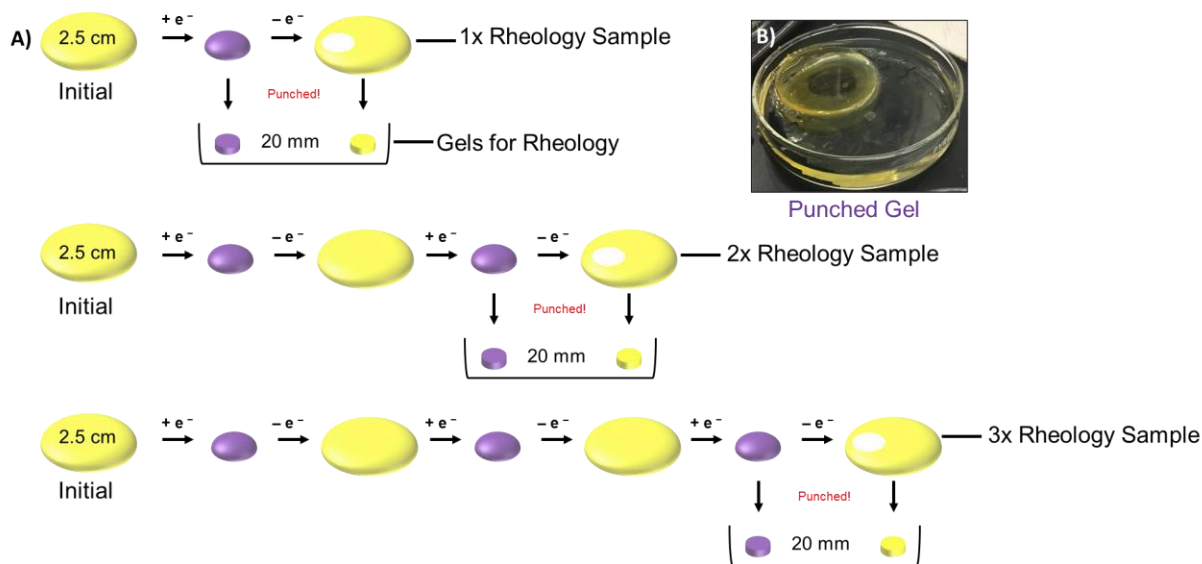 A)
2.5 cm
+ e⁻
− e⁻
1x Rheology Sample
Initial
Punched!
20 mm
Gels for Rheology
B)
Punched Gel
2.5 cm
+ e⁻
− e⁻
+ e⁻
− e⁻
2x Rheology Sample
Initial
Punched!
20 mm
2.5 cm
+ e⁻
− e⁻
+ e⁻
− e⁻
+ e⁻
− e⁻
3x Rheology Sample
Initial
Punched!
20 mm